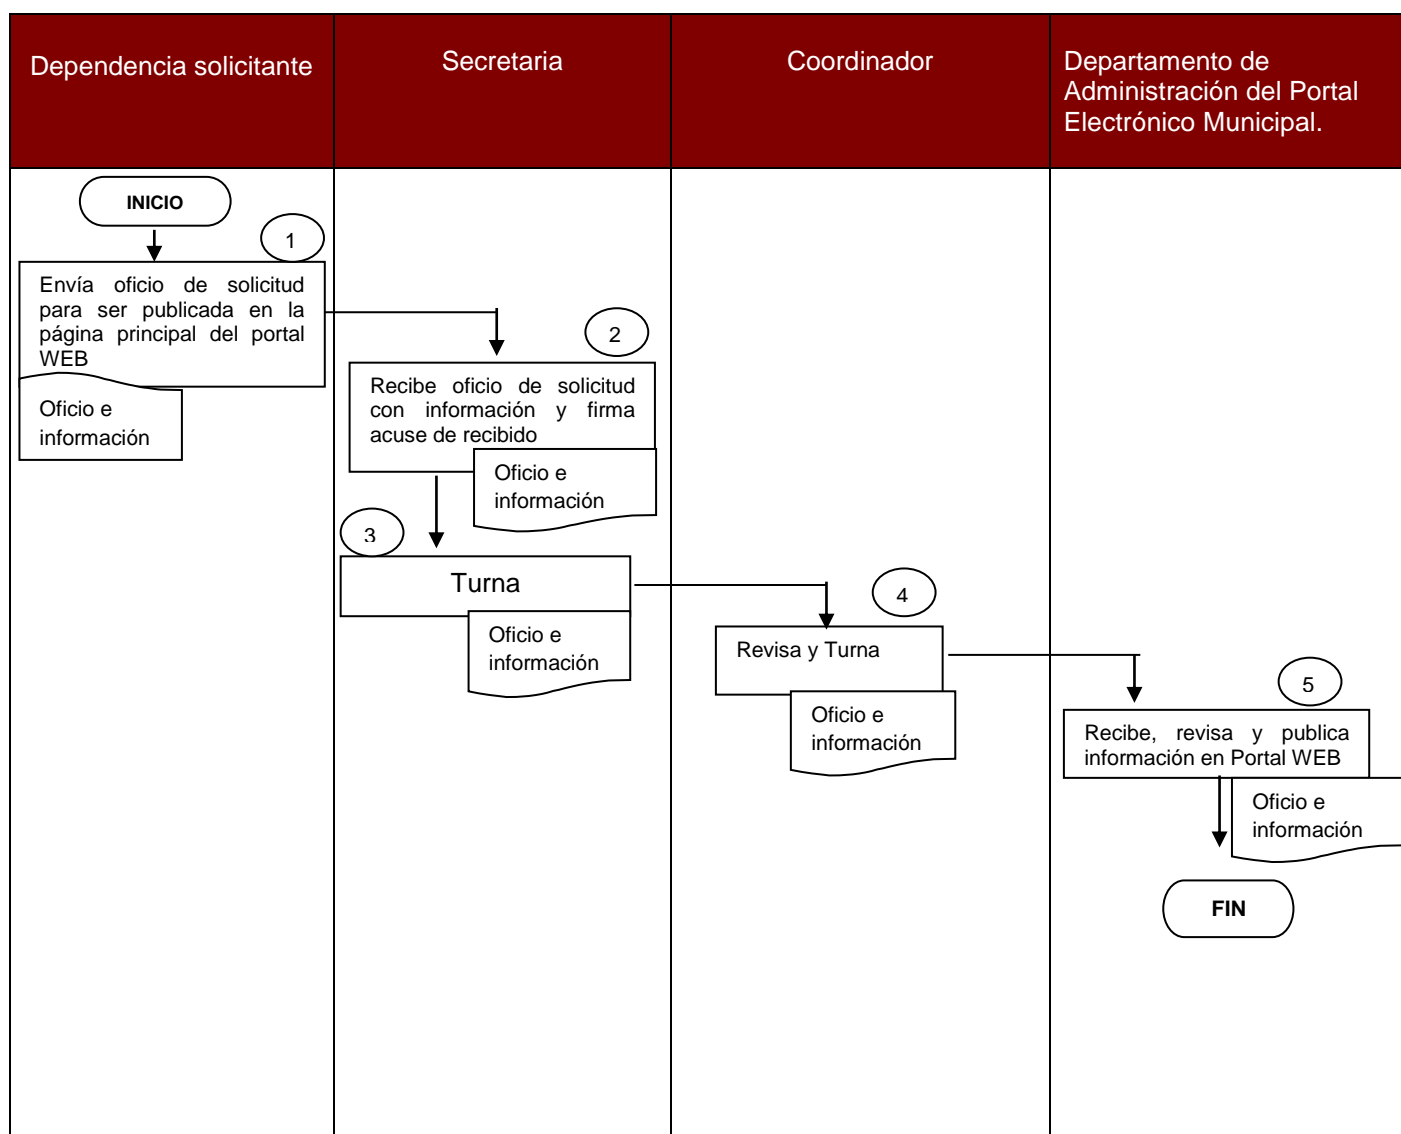 Dependencia solicitante
Secretaria
Coordinador
Departamento de
Administración del Portal
Electrónico Municipal.
INICIO
1
Envía oficio de solicitud
para ser publicada en la
página principal del portal
WEB
Oficio e
información
2
Recibe oficio de solicitud
con información y firma
acuse de recibido
Oficio e
información
3
Turna
Oficio e
información
4
Revisa y Turna
Oficio e
información
5
Recibe, revisa y publica
información en Portal WEB
Oficio e
información
FIN